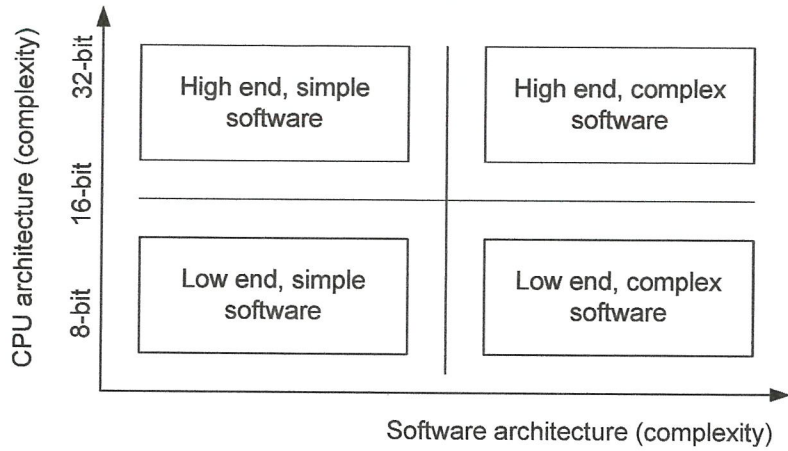 CPU architecture (complexity)
32-bit
16-bit
8-bit
High end, simple
software
High end, complex
software
Low end, simple
software
Low end, complex
software
Software architecture (complexity)